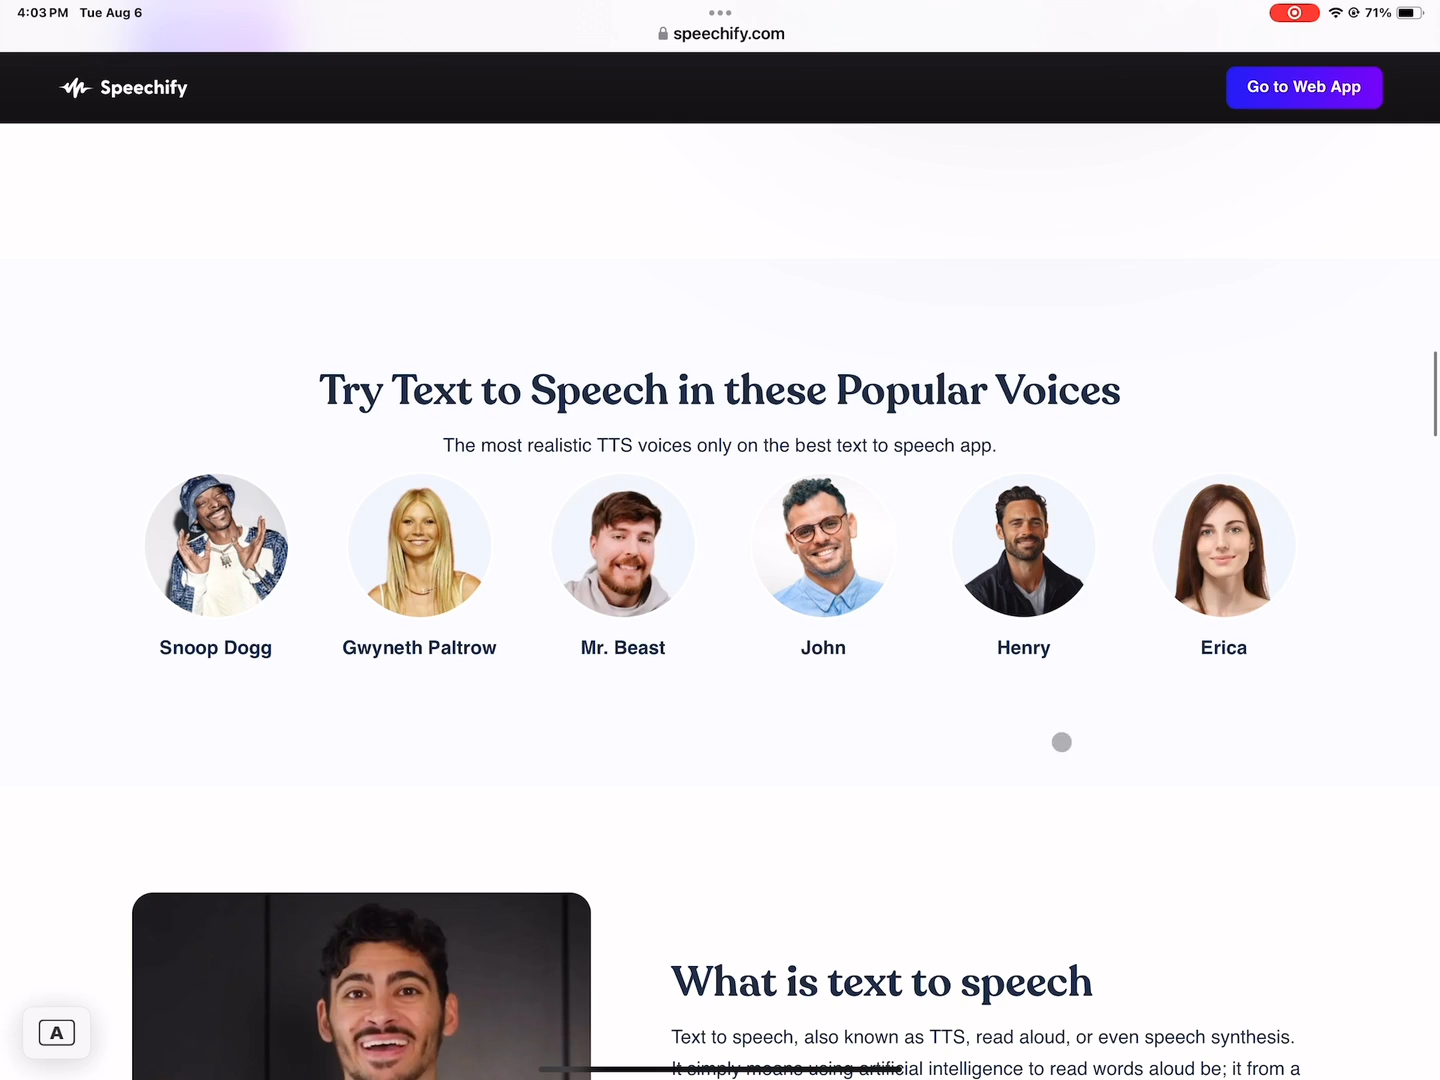 4:03 PM Tue Aug 6
71%
speechify.com
Speechify
Go to Web App
Try Text to Speech in these Popular Voices
The most realistic TTS voices only on the best text to speech app.
Snoop Dogg
Gwyneth Paltrow
Mr. Beast
John
Henry
Erica
What is text to speech
Text to speech, also known as TTS, read aloud, or even speech synthesis.
It simply means using artificial intelligence to read words aloud be; it from a
A